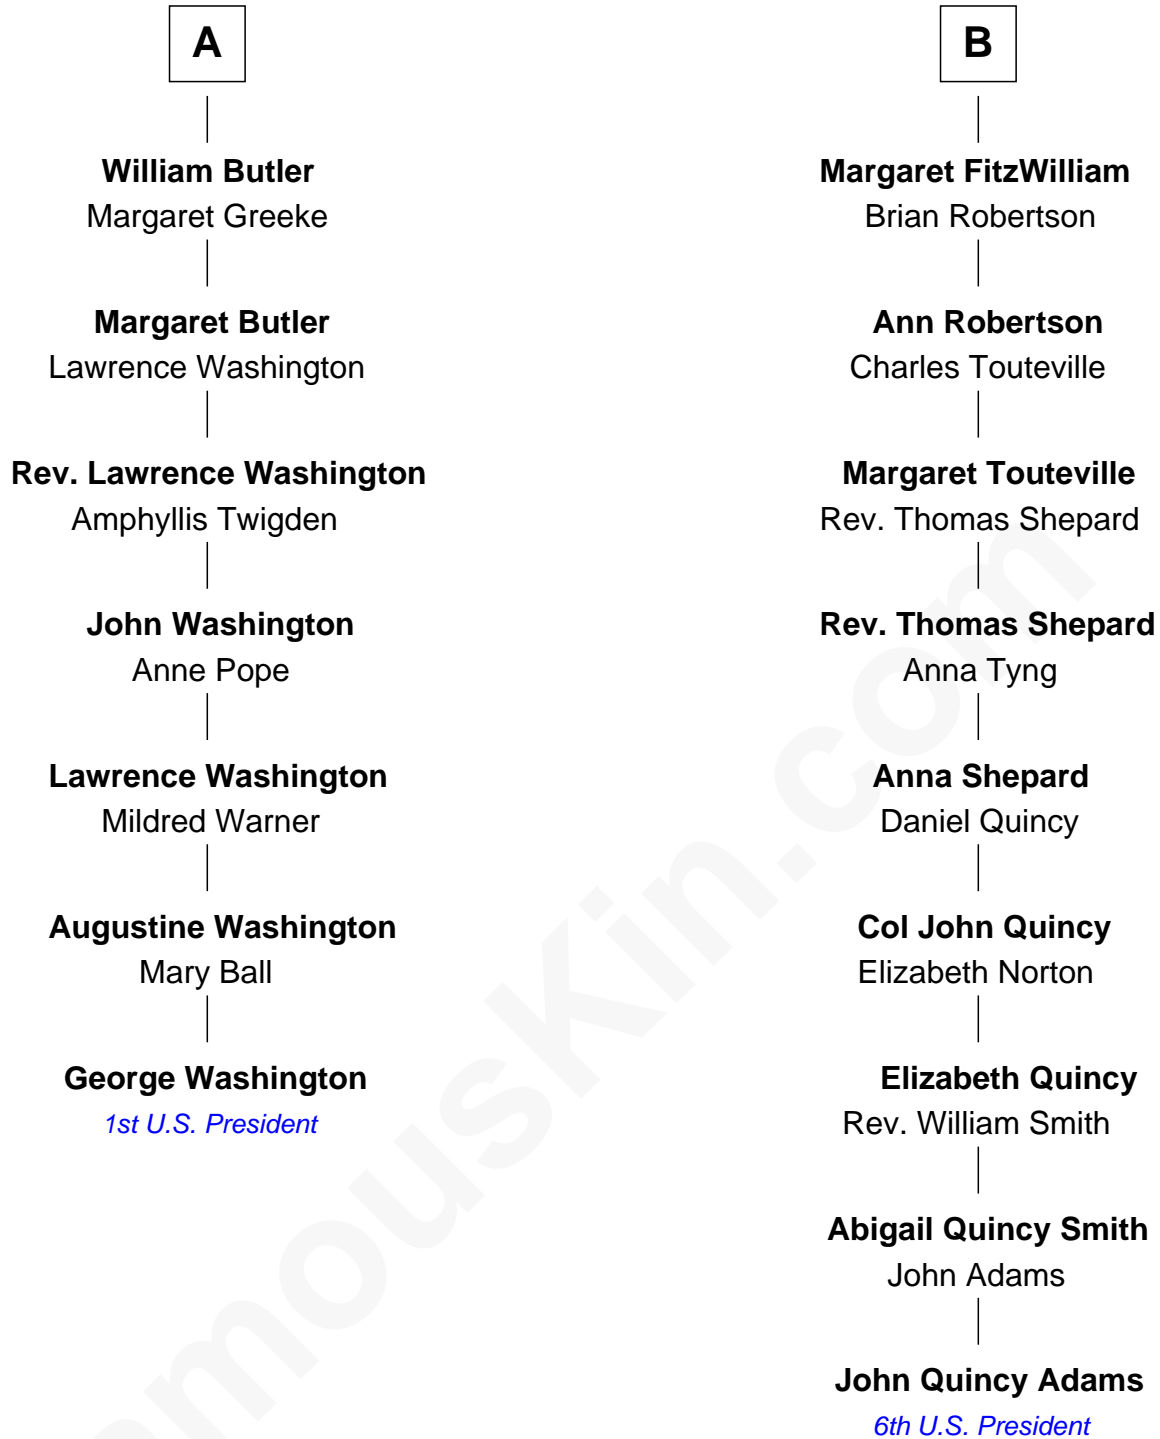 A
William Butler
Margaret Greeke
Margaret Butler
Lawrence Washington
Rev. Lawrence Washington
Amphyllis Twigden
John Washington
Anne Pope
Lawrence Washington
Mildred Warner
Augustine Washington
Mary Ball
George Washington
1st U.S. President
B
Margaret FitzWilliam
Brian Robertson
Ann Robertson
Charles Touteville
Margaret Touteville
Rev. Thomas Shepard
Rev. Thomas Shepard
Anna Tyng
Anna Shepard
Daniel Quincy
Col John Quincy
Elizabeth Norton
Elizabeth Quincy
Rev. William Smith
Abigail Quincy Smith
John Adams
John Quincy Adams
6th U.S. President
amouskin.com